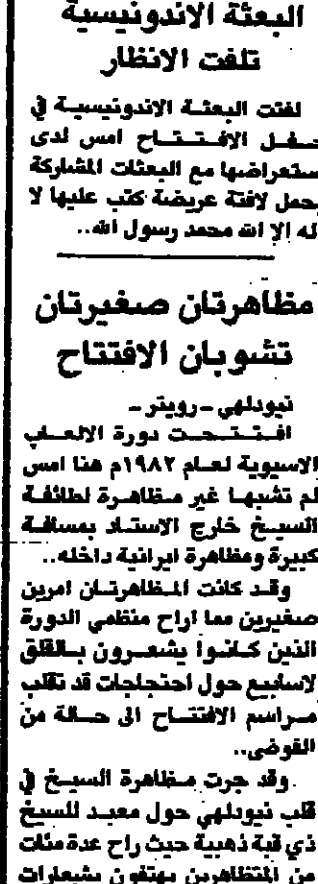 البعثة الاندونيسية
تلفت الانظار
لفتت البعثة الاندونيسية في
حفل الافتتاح امس لدى
ستعراضها مع البعثات المشاركة
بحمل لافتة عريضة كتب عليها لا
له إلا الله محمد رسول الله..
مظاهرتان صغيرتان
تشوبان الافتتاح
نيودلهي - رويتر -
افتتحت دورة الالعاب
الاسيوية لعام ١٩٨٢م هنا امس
لم تشبها غير مظاهرة لطائفة
السيخ خارج الاستاد بمسافة
كبيرة ومظاهرة ايرانية داخله..
وقد كانت المظاهرتان امرين
صغيرين مما اراح منظمي الدورة
الذين كانوا يشعرون بالقلق
لاسابيع حول احتجاجات قد تقلب
مراسم الافتتاح الى حالة من
الفوضى..
وقد جرت مظاهرة السيخ في
قلب نيودلهي حول معبد للسيخ
ذي قبة ذهبية حيث راح عدة مئات
من المتظاهرين يهتفون بشعارات